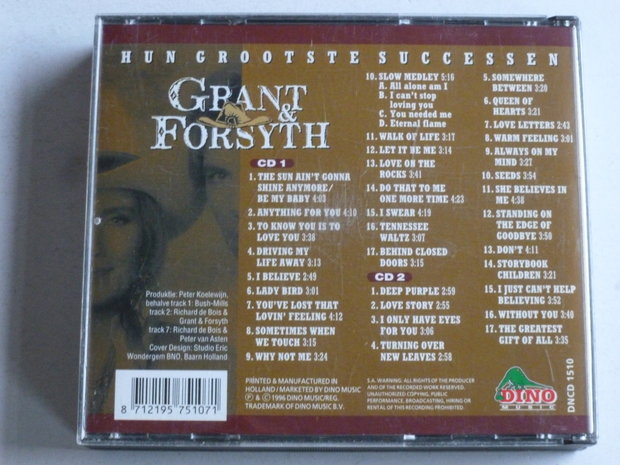 HUN GROOTSTE SUCCESSEN
GRANT
&
FORSYTH
CD 1
1. THE SUN AIN'T GONNA
SHINE ANYMORE/
BE MY BABY 4:03
2. ANYTHING FOR YOU 4:10
3. TO KNOW YOU IS TO
LOVE YOU 3:38
4. DRIVING MY
LIFE AWAY 3:13
5. I BELIEVE 2:49
6. LADY BIRD 3:01
7. YOU'VE LOST THAT
LOVIN' FEELING 4:12
8. SOMETIMES WHEN
WE TOUCH 3:15
9. WHY NOT ME 3:24
10. SLOW MEDLEY 5:16
A. All alone am I
B. I can't stop
loving you
C. You needed me
D. Eternal flame
11. WALK OF LIFE 3:17
12. LET IT BE ME 3:14
13. LOVE ON THE
ROCKS 3:41
14. DO THAT TO ME
ONE MORE TIME 4:23
15. I SWEAR 4:19
16. TENNESSEE
WALTZ 3:07
17. BEHIND CLOSED
DOORS 3:15
CD 2
1. DEEP PURPLE 2:59
2. LOVE STORY 2:55
3. I ONLY HAVE EYES
FOR YOU 3:06
4. TURNING OVER
NEW LEAVES 2:58
5. SOMEWHERE
BETWEEN 3:20
6. QUEEN OF
HEARTS 3:21
7. LOVE LETTERS 2:43
8. WARM FEELING 3:01
9. ALWAYS ON MY
MIND 3:27
10. SEEDS 3:54
11. SHE BELIEVES IN
ME 4:38
12. STANDING ON
THE EDGE OF
GOODBYE 3:50
13. DON'T 4:11
14. STORYBOOK
CHILDREN 3:21
15. I JUST CAN'T HELP
BELIEVING 3:52
16. WITHOUT YOU 3:40
17. THE GREATEST
GIFT OF ALL 3:35
Produktie: Peter Koelewijn,
behalve track 1: Bush-Mills
track 2: Richard de Bois &
Grant & Forsyth
track 7: Richard de Bois &
Peter van Asten
Cover Design: Studio Eric
Wondergem BNO, Baarn Holland
8 712195 751071
PRINTED & MANUFACTURED IN
HOLLAND / MARKETED BY DINO MUSIC
℗ & © 1996 DINO MUSIC/REG.
TRADEMARK OF DINO MUSIC B.V.
S.A. WARNING. ALL RIGHTS OF THE PRODUCER
AND OF THE OWNER OF THE RECORDED WORK RESERVED.
UNAUTHORIZED COPYING, PUBLIC
PERFORMANCE, BROADCASTING, HIRING OR
RENTAL OF THIS RECORDING PROHIBITED.
DINO
MUSIC
DNCD 1510